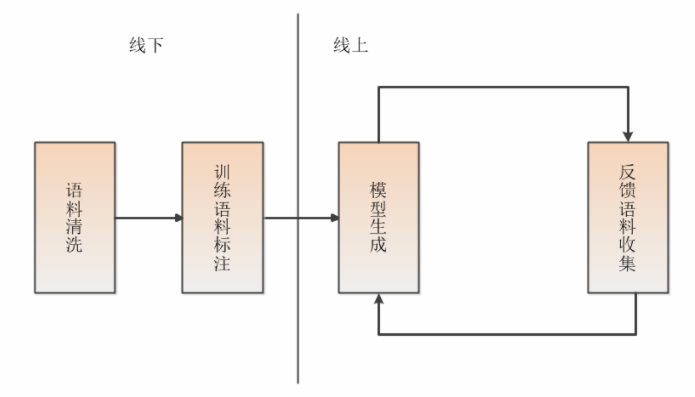 线下
线上
语料清洗
训练语料标注
模型生成
反馈语料收集